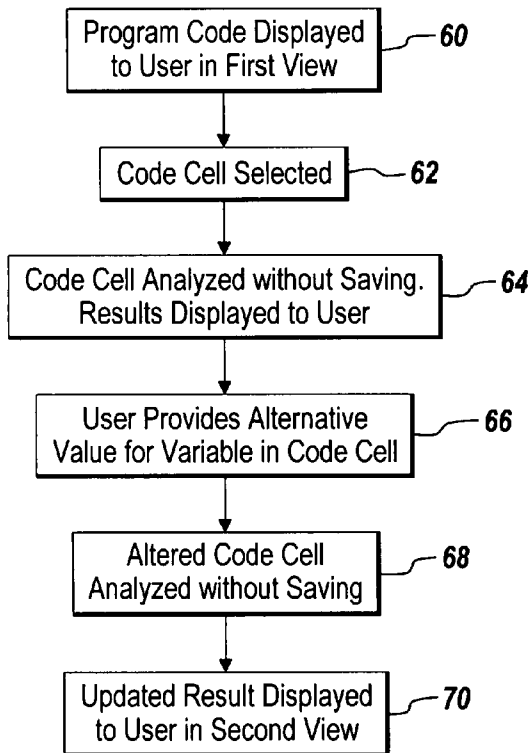 Program Code Displayed
to User in First View
60
Code Cell Selected
62
Code Cell Analyzed without Saving.
Results Displayed to User
64
User Provides Alternative
Value for Variable in Code Cell
66
Altered Code Cell
Analyzed without Saving
68
Updated Result Displayed
to User in Second View
70